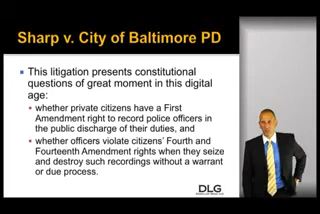 Sharp v. City of Baltimore PD
This litigation presents constitutional
questions of great moment in this digital
age:
whether private citizens have a First
Amendment right to record police officers in
the public discharge of their duties, and
whether officers violate citizens' Fourth and
Fourteenth Amendment rights when they seize
and destroy such recordings without a warrant
or due process.
DLG